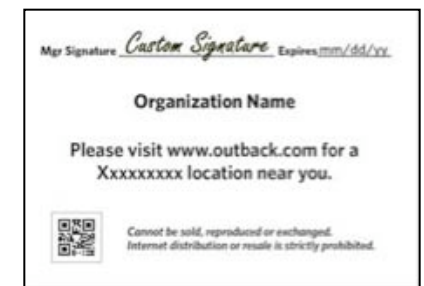 Mgr Signature Custom Signature Expires mm/dd/yy
Organization Name
Please visit www.outback.com for a
Xxxxxxxxx location near you.
Cannot be sold, reproduced or exchanged.
Internet distribution or resale is strictly prohibited.